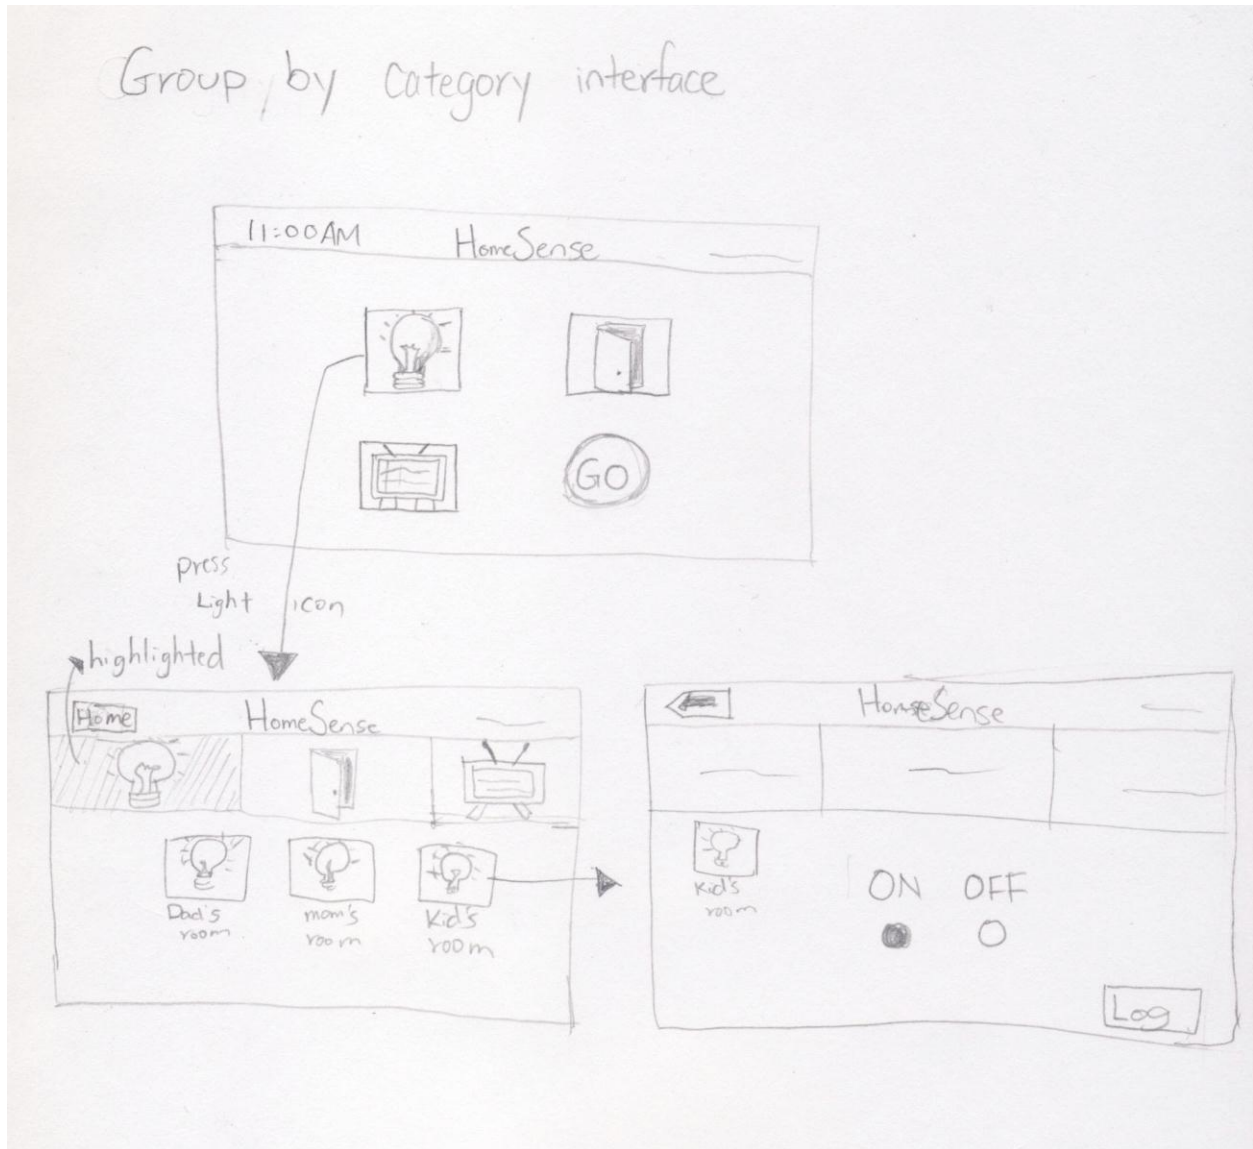 Group by category interface
11:00AM HomeSense
GO
press
Light icon
highlighted
Home HomeSense
Dad's
room
mom's
room
Kid's
room
HomeSense
Kid's
room
ON OFF
Log